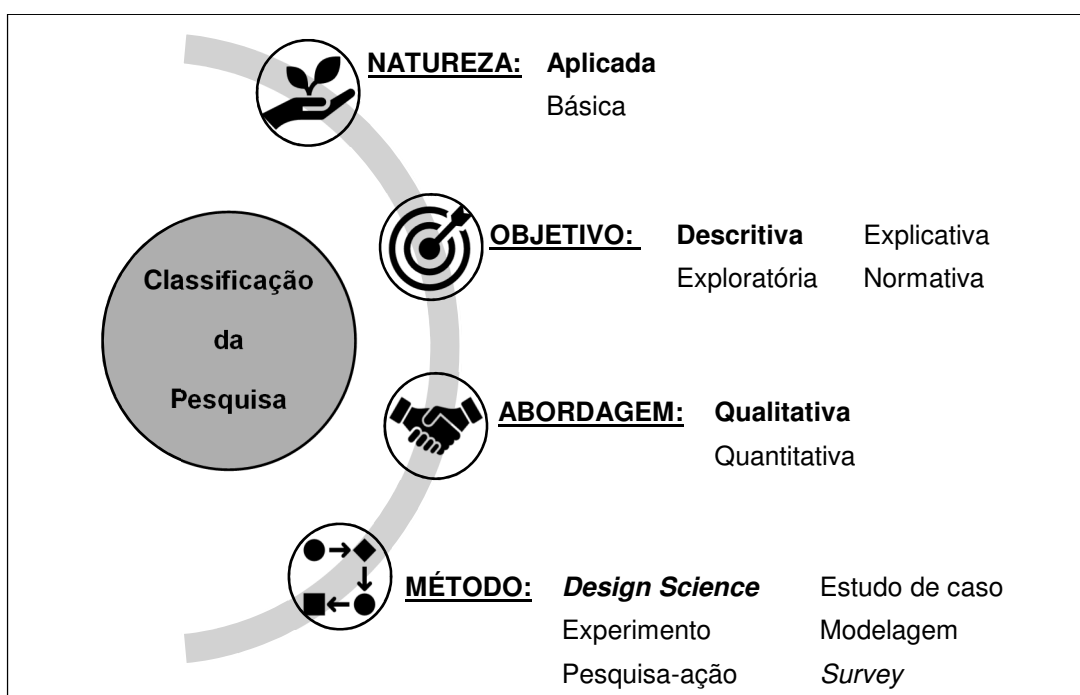 NATUREZA: Aplicada
Básica
OBJETIVO: Descritiva Explicativa
Exploratória Normativa
Classificação
da
Pesquisa
ABORDAGEM: Qualitativa
Quantitativa
MÉTODO: Design Science Estudo de caso
Experimento Modelagem
Pesquisa-ação Survey